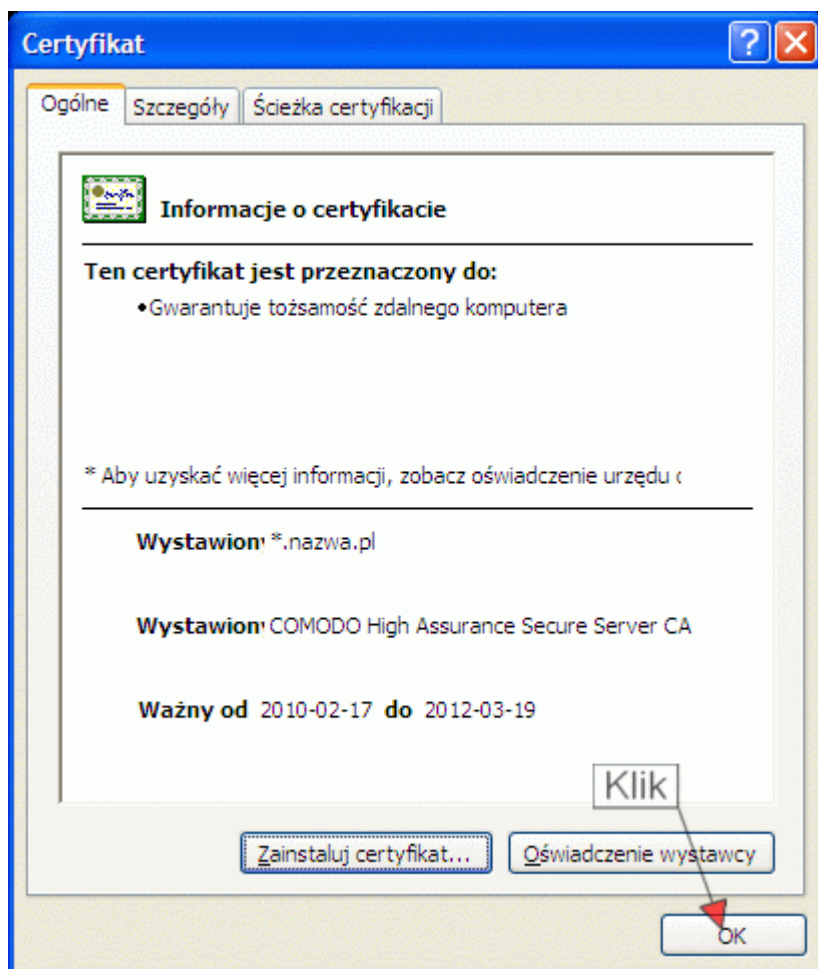 Certyfikat
Ogólne Szczegóły Ścieżka certyfikacji
Informacje o certyfikacie
Ten certyfikat jest przeznaczony do:
•Gwarantuje tożsamość zdalnego komputera
* Aby uzyskać więcej informacji, zobacz oświadczenie urzędu c
Wystawiony *.nazwa.pl
Wystawiony COMODO High Assurance Secure Server CA
Ważny od 2010-02-17 do 2012-03-19
Klik
Zainstaluj certyfikat... Oświadczenie wystawcy
OK